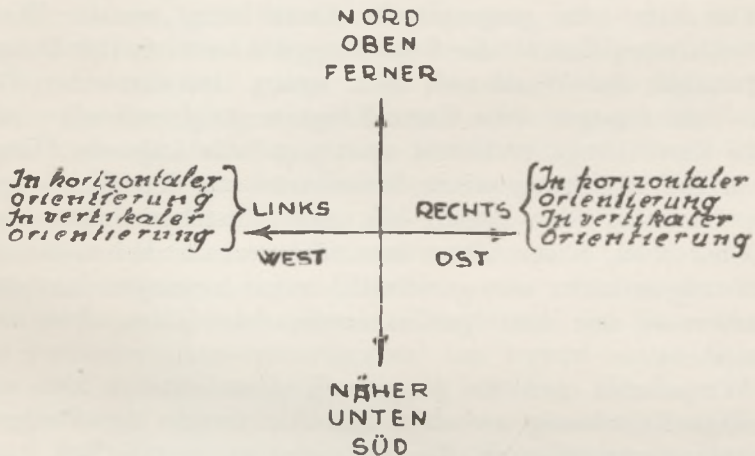 NORD
OBEN
FERNER
In horizontaler
Orientierung
In vertikaler
Orientierung
LINKS
WEST
RECHTS
OST
In horizontaler
Orientierung
In vertikaler
Orientierung
NÄHER
UNTEN
SÜD